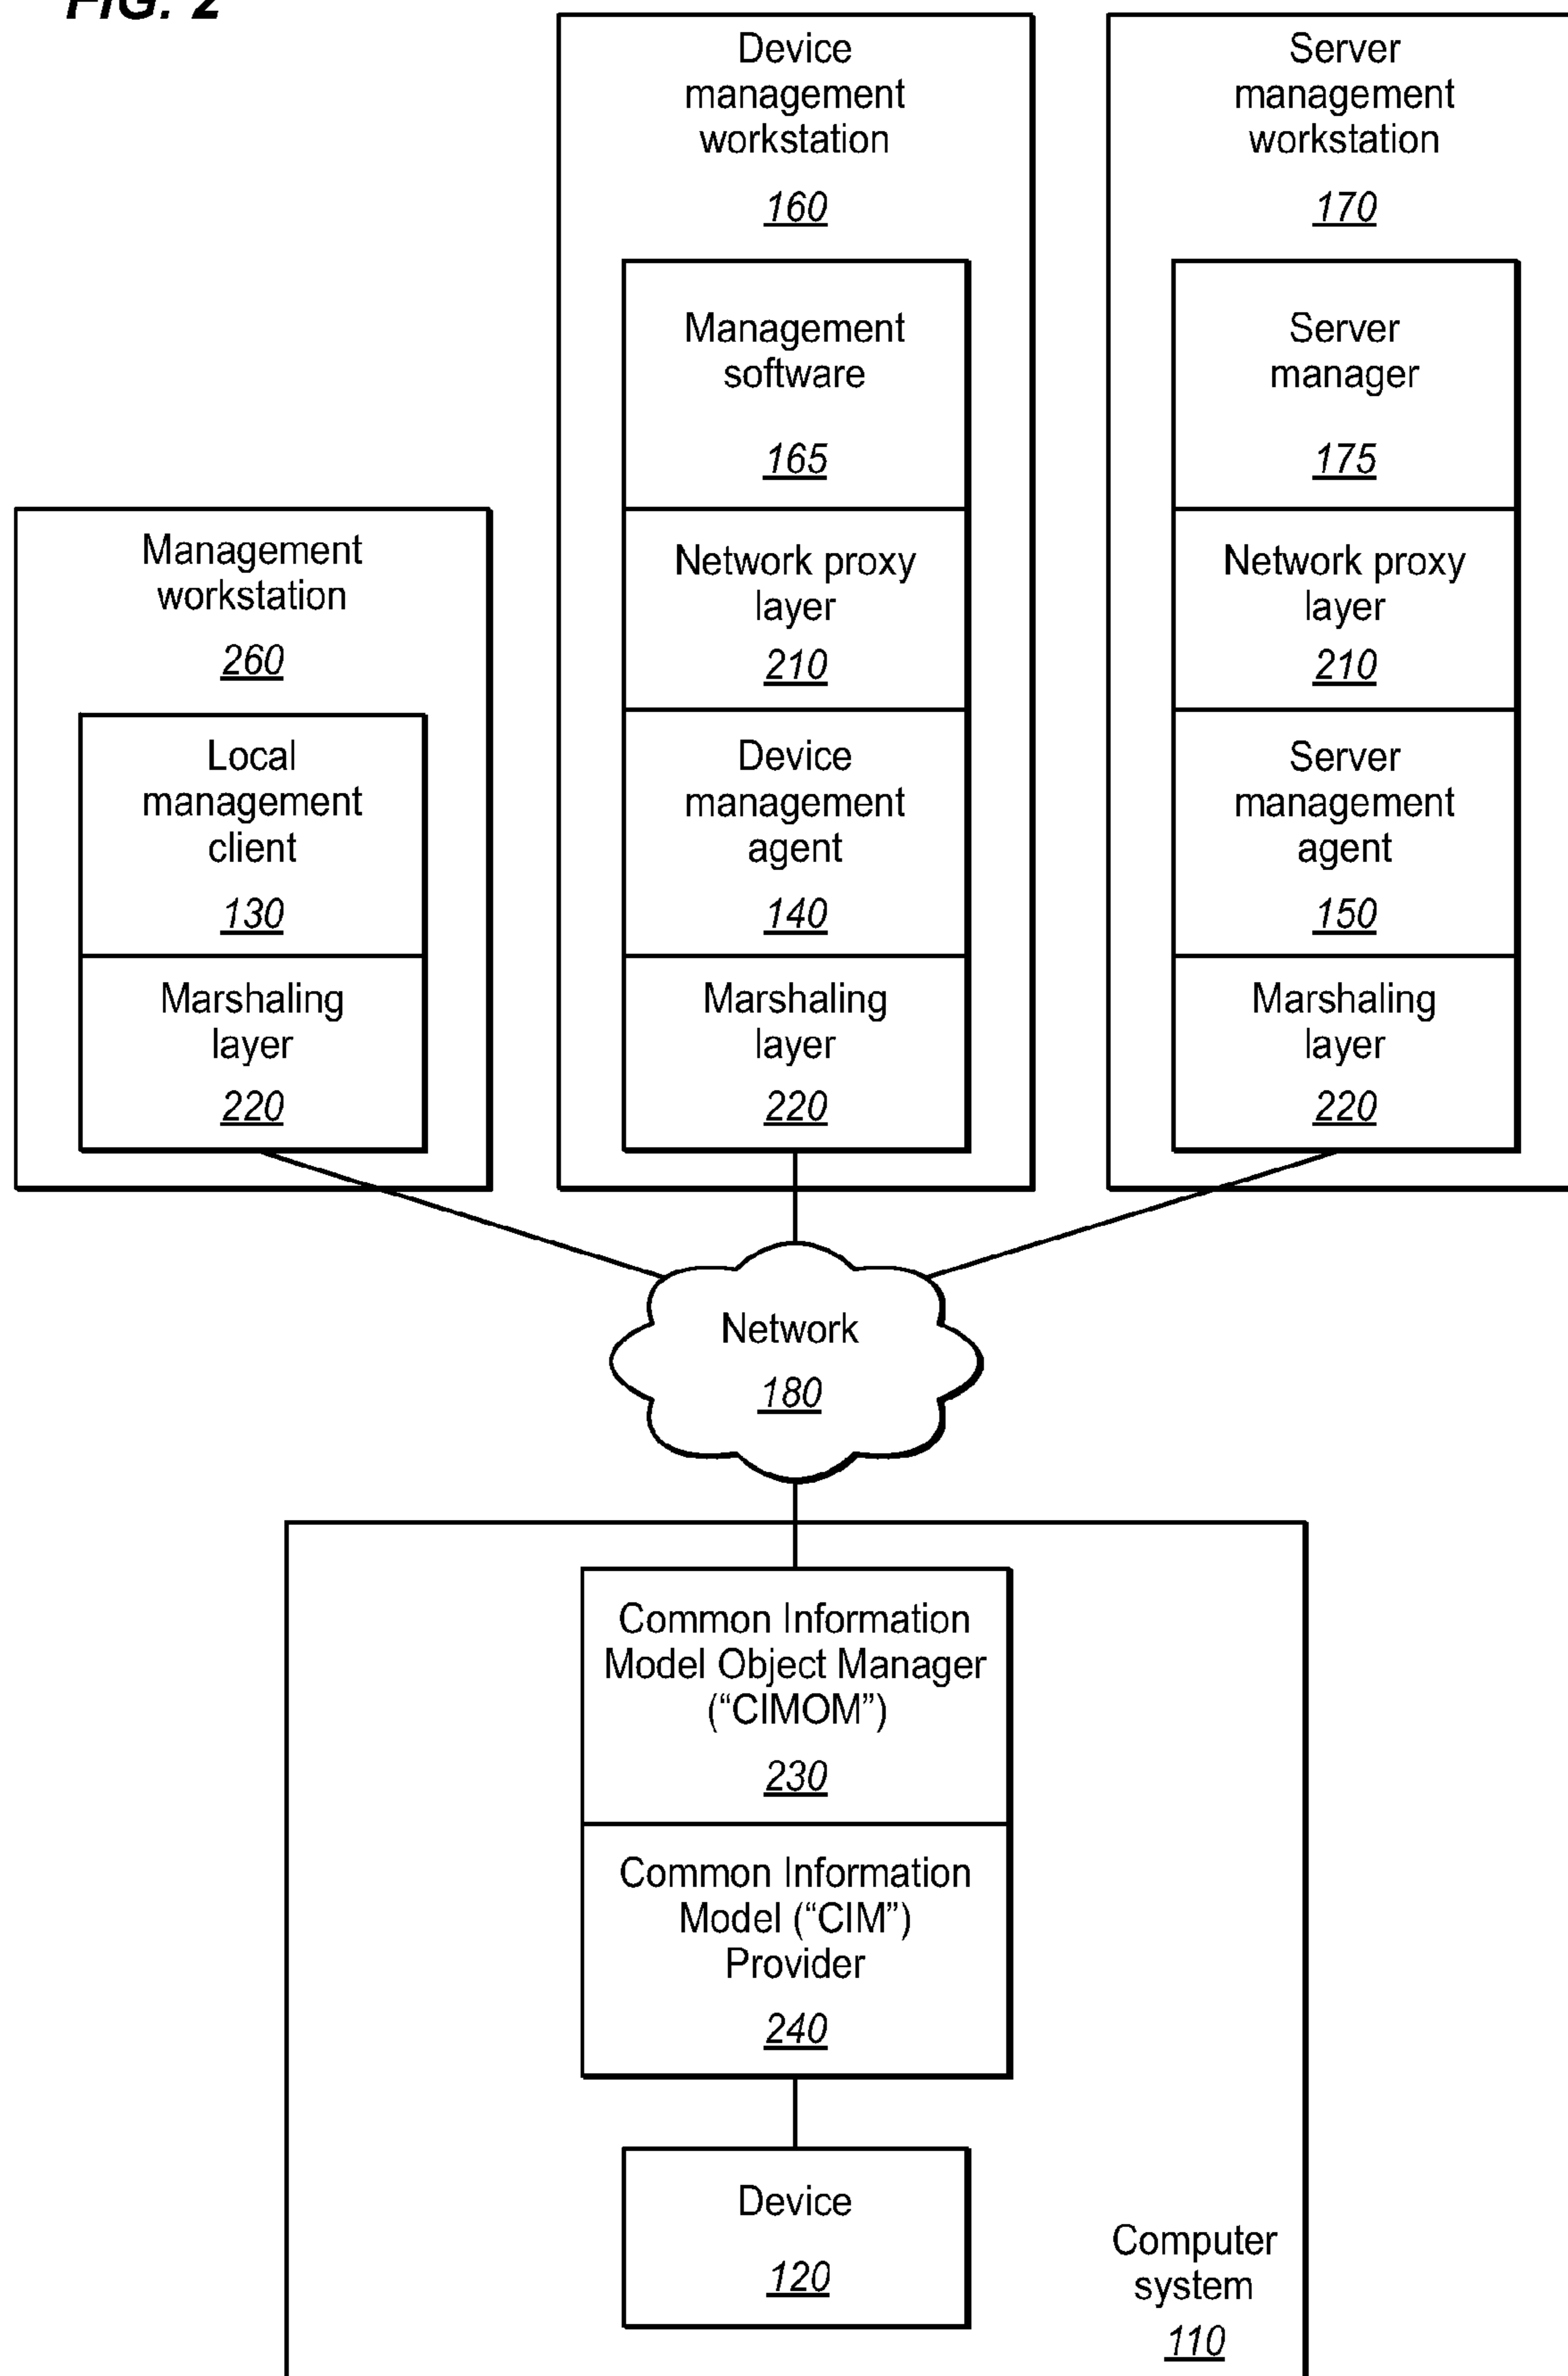 FIG. 2
Device
management
workstation
160
Management
software
165
Network proxy
layer
210
Device
management
agent
140
Marshaling
layer
220
Server
management
workstation
170
Server
manager
175
Network proxy
layer
210
Server
management
agent
150
Marshaling
layer
220
Management
workstation
260
Local
management
client
130
Marshaling
layer
220
Network
180
Common Information
Model Object Manager
(“CIMOM”)
230
Common Information
Model (“CIM”)
Provider
240
Device
120
Computer
system
110